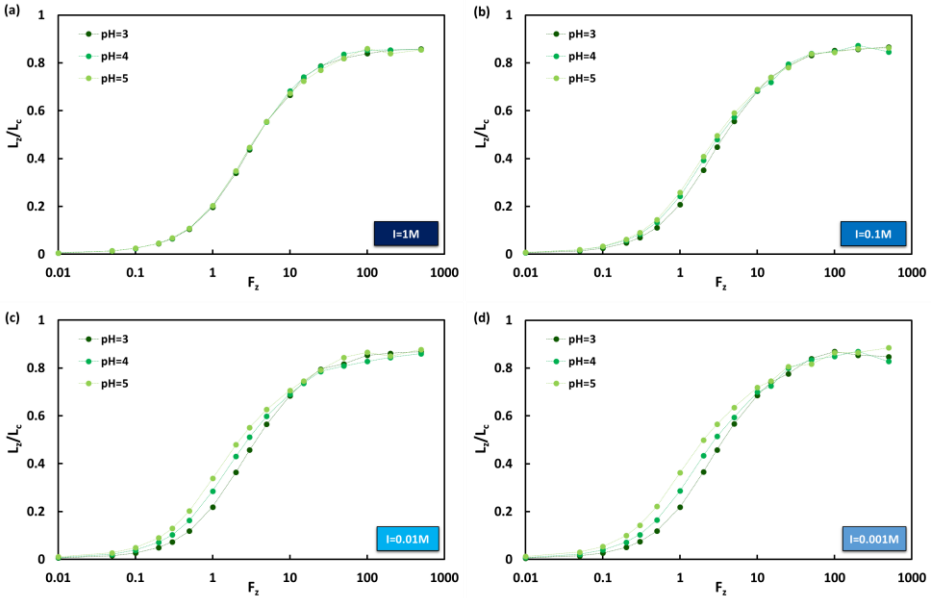 (a)
1
0.8
0.6
0.4
0.2
0
L_z/L_c
pH=3
pH=4
pH=5
I=1M
0.01 0.1 1 10 100 1000
F_z
(b)
1
0.8
0.6
0.4
0.2
0
L_z/L_c
pH=3
pH=4
pH=5
I=0.1M
0.01 0.1 1 10 100 1000
F_z
(c)
1
0.8
0.6
0.4
0.2
0
L_z/L_c
pH=3
pH=4
pH=5
I=0.01M
0.01 0.1 1 10 100 1000
F_z
(d)
1
0.8
0.6
0.4
0.2
0
L_z/L_c
pH=3
pH=4
pH=5
I=0.001M
0.01 0.1 1 10 100 1000
F_z